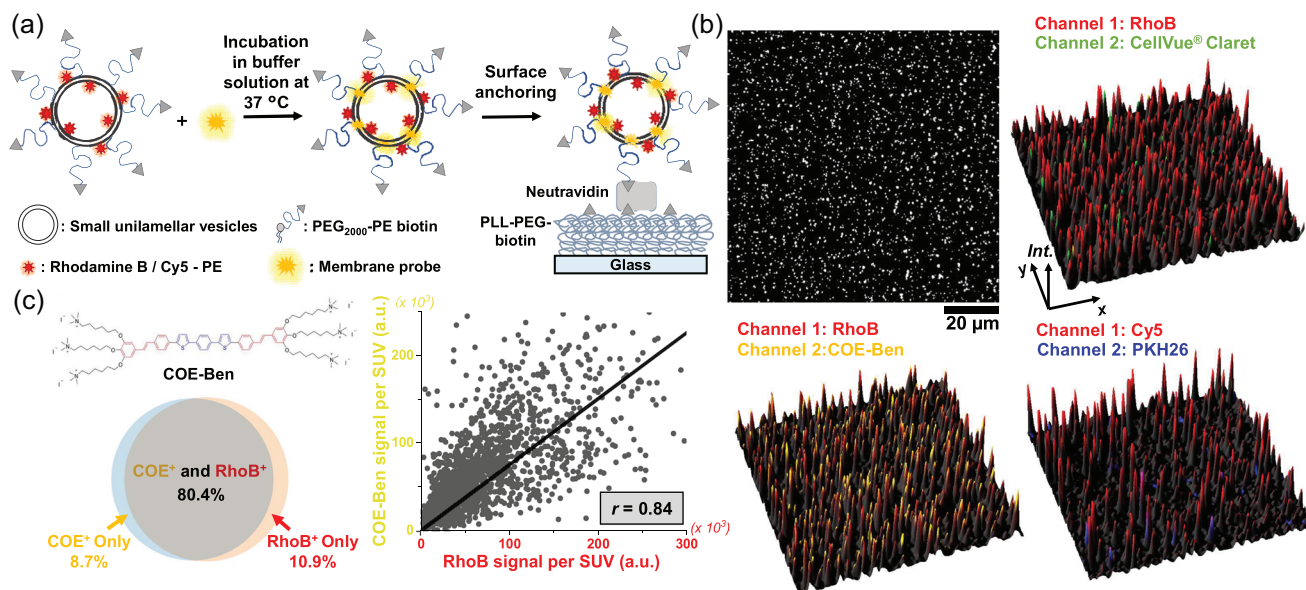 (a)
Incubation
in buffer
solution at
37 °C
+
Surface
anchoring
Neutravidin
PLL-PEG-
biotin
Glass
: Small unilamellar vesicles
: PEG2000-PE biotin
: Rhodamine B / Cy5 - PE
: Membrane probe
(b)
20 µm
Channel 1: RhoB
Channel 2: CellVue® Claret
Int.
y
x
Channel 1: RhoB
Channel 2:COE-Ben
Channel 1: Cy5
Channel 2: PKH26
(c)
COE-Ben
COE+ and RhoB+
80.4%
COE+ Only
8.7%
RhoB+ Only
10.9%
(x 10³)
COE-Ben signal per SUV (a.u.)
200
100
0
r = 0.84
(x 10³)
0
100
200
300
RhoB signal per SUV (a.u.)